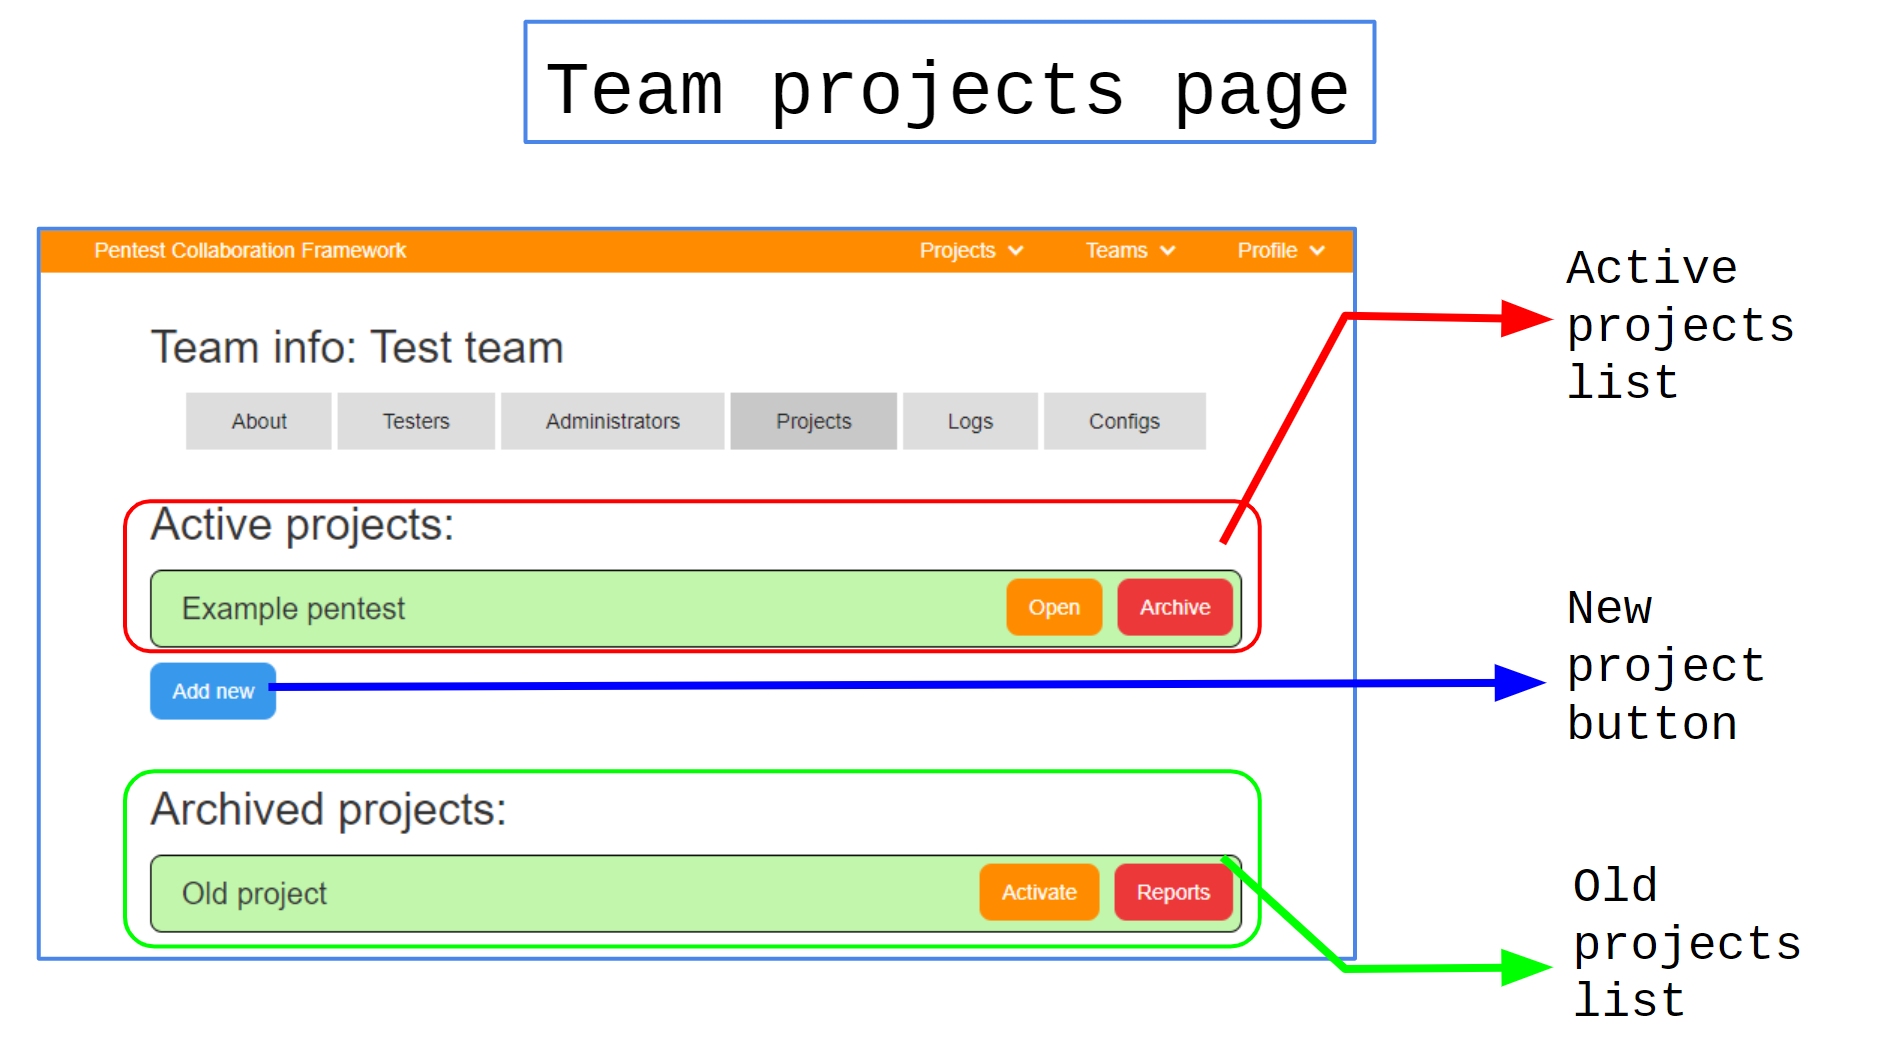 Team projects page
Pentest Collaboration Framework Projects Teams Profile
Team info: Test team
About Testers Administrators Projects Logs Configs
Active projects:
Example pentest Open Archive
Add new
Archived projects:
Old project Activate Reports
Active
projects
list
New
project
button
Old
projects
list